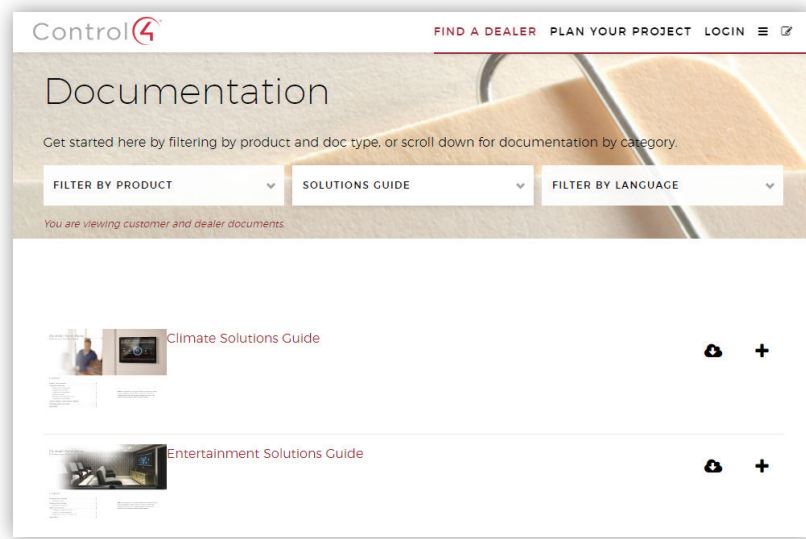 Control4
FIND A DEALER PLAN YOUR PROJECT LOGIN
Documentation
Get started here by filtering by product and doc type, or scroll down for documentation by category.
FILTER BY PRODUCT SOLUTIONS GUIDE FILTER BY LANGUAGE
You are viewing customer and dealer documents.
Climate Solutions Guide
Entertainment Solutions Guide